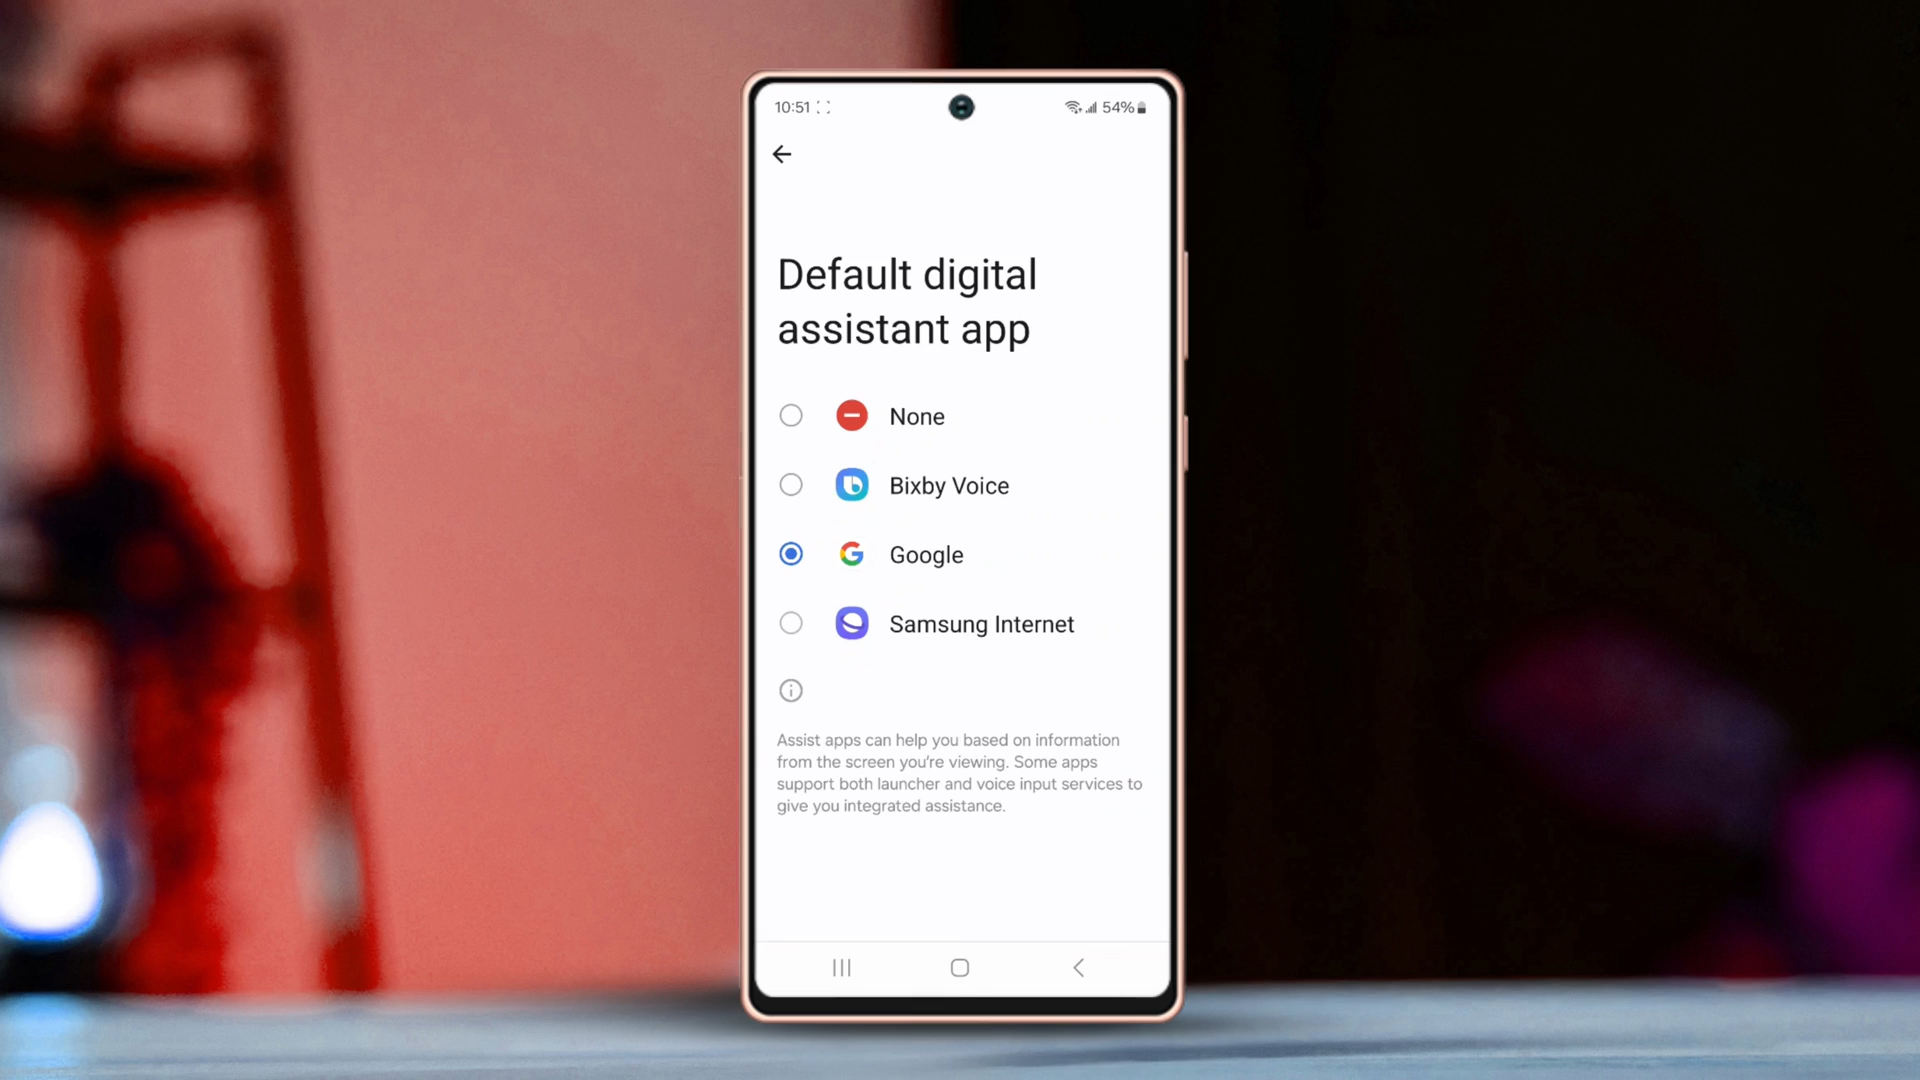 10:51 54%
Default digital
assistant app
None
Bixby Voice
Google
Samsung Internet
Assist apps can help you based on information
from the screen you're viewing. Some apps
support both launcher and voice input services to
give you integrated assistance.